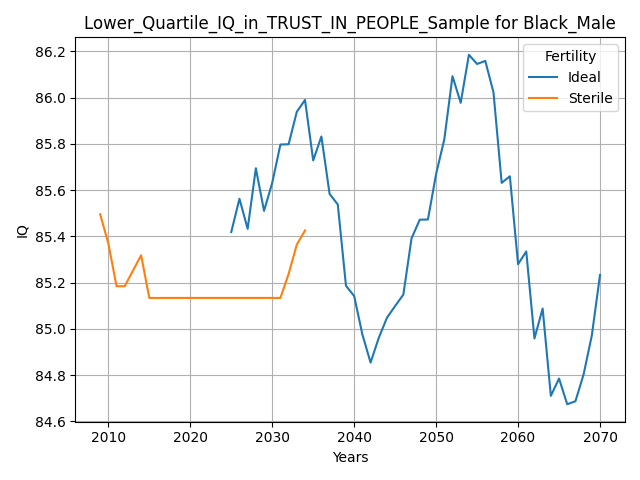 Lower_Quartile_IQ_in_TRUST_IN_PEOPLE_Sample for Black_Male
86.2
86.0
85.8
85.6
85.4
85.2
85.0
84.8
84.6
IQ
Fertility
Ideal
Sterile
2010 2020 2030 2040 2050 2060 2070
Years